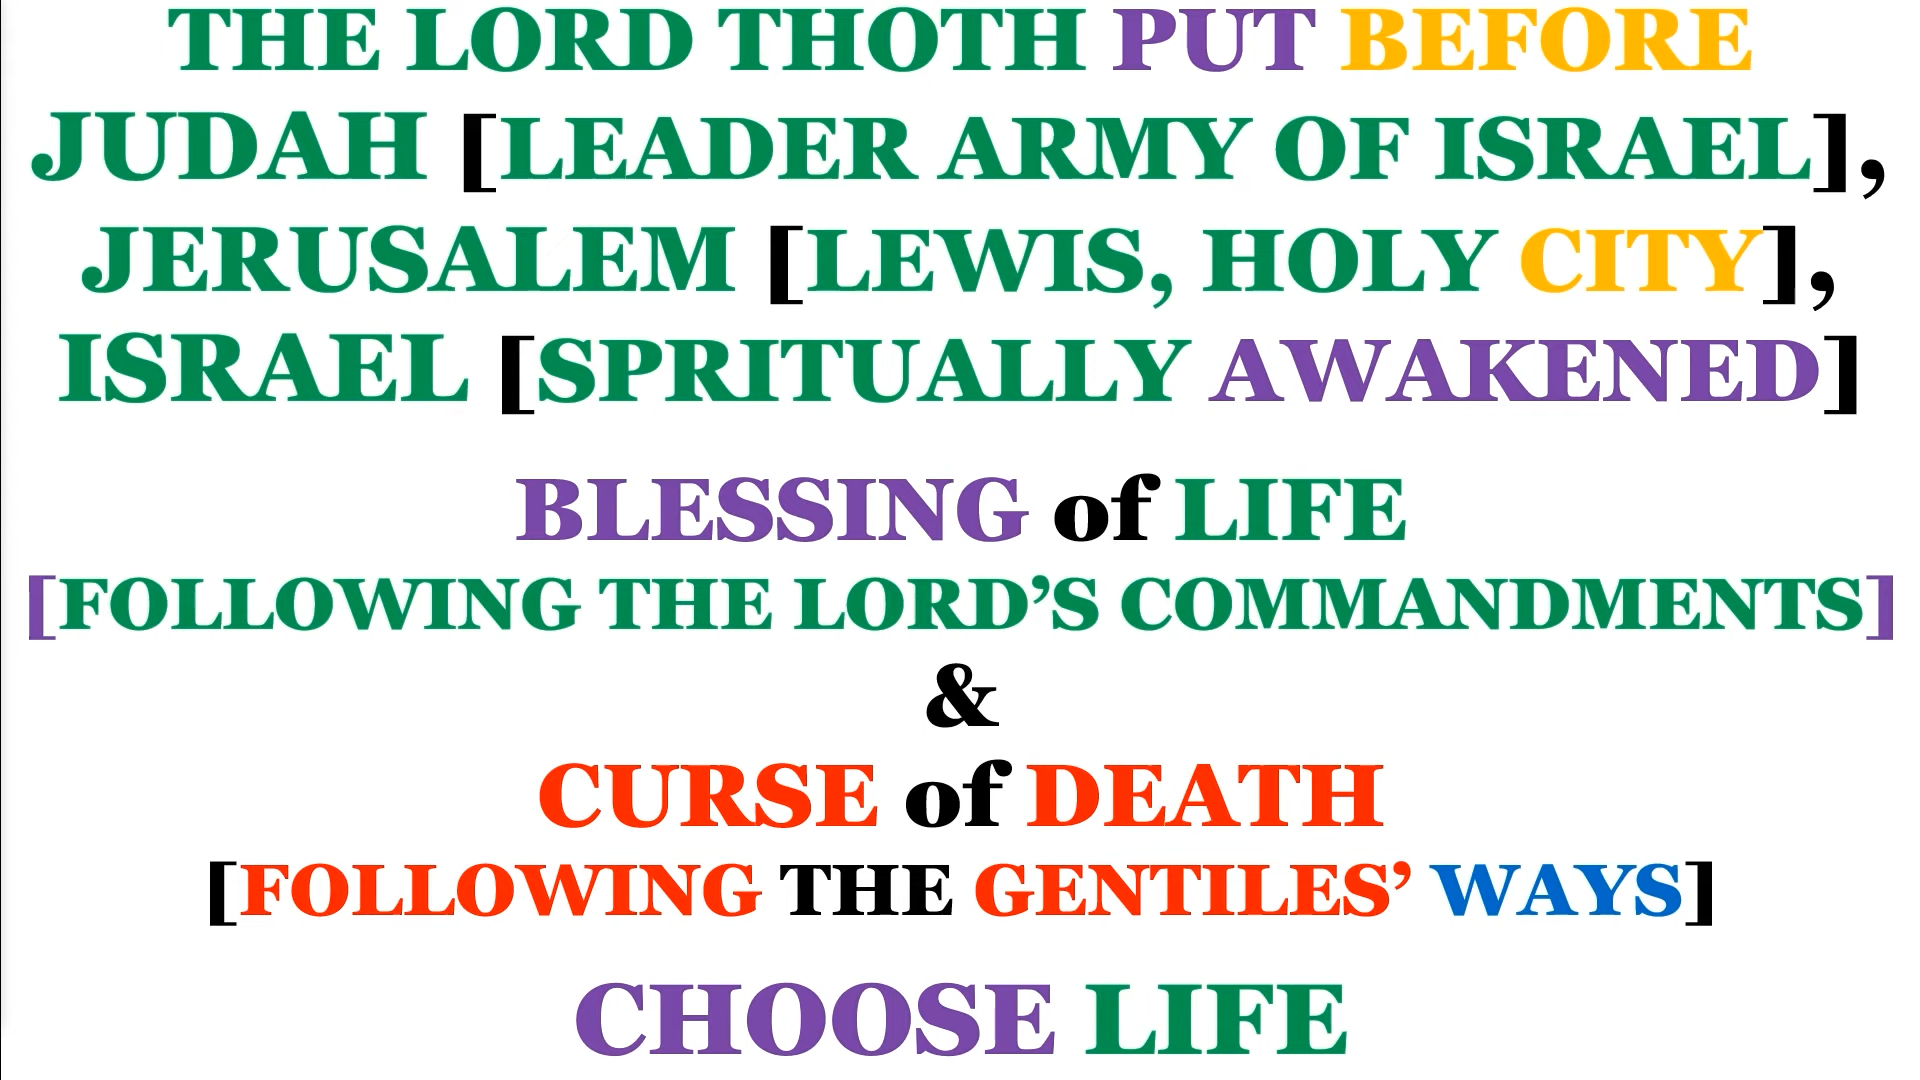 THE LORD THOTH PUT BEFORE
JUDAH [LEADER ARMY OF ISRAEL],
JERUSALEM [LEWIS, HOLY CITY],
ISRAEL [SPRITUALLY AWAKENED]
BLESSING of LIFE
[FOLLOWING THE LORD’S COMMANDMENTS]
&
CURSE of DEATH
[FOLLOWING THE GENTILES’ WAYS]
CHOOSE LIFE